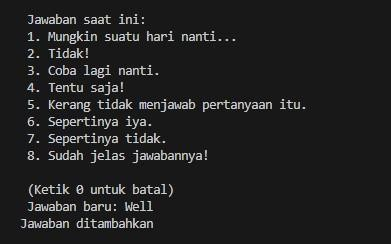 Jawaban saat ini:
1. Mungkin suatu hari nanti...
2. Tidak!
3. Coba lagi nanti.
4. Tentu saja!
5. Kerang tidak menjawab pertanyaan itu.
6. Sepertinya iya.
7. Sepertinya tidak.
8. Sudah jelas jawabannya!
(Ketik 0 untuk batal)
Jawaban baru: Well
Jawaban ditambahkan